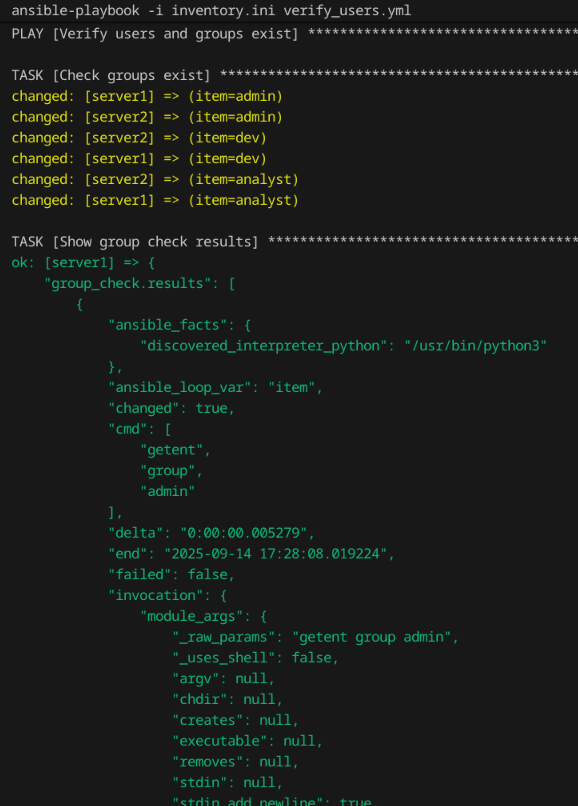 ansible-playbook -i inventory.ini verify_users.yml
PLAY [Verify users and groups exist] **********************************
TASK [Check groups exist] *********************************************
changed: [server1] => (item=admin)
changed: [server2] => (item=admin)
changed: [server2] => (item=dev)
changed: [server1] => (item=dev)
changed: [server2] => (item=analyst)
changed: [server1] => (item=analyst)
TASK [Show group check results] ***************************************
ok: [server1] => {
    "group_check.results": [
        {
            "ansible_facts": {
                "discovered_interpreter_python": "/usr/bin/python3"
            },
            "ansible_loop_var": "item",
            "changed": true,
            "cmd": [
                "getent",
                "group",
                "admin"
            ],
            "delta": "0:00:00.005279",
            "end": "2025-09-14 17:28:08.019224",
            "failed": false,
            "invocation": {
                "module_args": {
                    "_raw_params": "getent group admin",
                    "_uses_shell": false,
                    "argv": null,
                    "chdir": null,
                    "creates": null,
                    "executable": null,
                    "removes": null,
                    "stdin": null,
                    "stdin_add_newline": true,